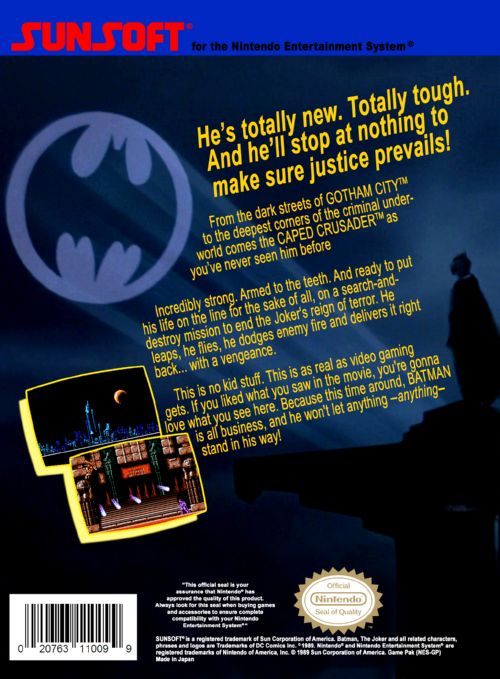 SUNSOFT® for the Nintendo Entertainment System®
He's totally new. Totally tough.
And he'll stop at nothing to
make sure justice prevails!
From the dark streets of GOTHAM CITY™
to the deepest corners of the criminal under-
world comes the CAPED CRUSADER™ as
you've never seen him before
Incredibly strong. Armed to the teeth. And ready to put
his life on the line for the sake of all, on a search-and-
destroy mission to end the Joker's reign of terror. He
leaps, he flies, he dodges enemy fire and delivers it right
back... with a vengeance.
This is no kid stuff. This is as real as video gaming
gets. If you liked what you saw in the movie, you're gonna
love what you see here. Because this time around, BATMAN
is all business, and he won't let anything —anything—
stand in his way!
"This official seal is your
assurance that Nintendo® has
approved the quality of this product.
Always look for this seal when buying games
and accessories to ensure complete
compatibility with your Nintendo
Entertainment System®"
Official
Nintendo
Seal of Quality
0 20763 11009 9
SUNSOFT® is a registered trademark of Sun Corporation of America. Batman, The Joker and all related characters,
phrases and logos are Trademarks of DC Comics Inc. ® 1989. Nintendo® and Nintendo Entertainment System® are
registered trademarks of Nintendo of America, Inc. © 1989 Sun Corporation of America. Game Pak (NES-GP)
Made in Japan